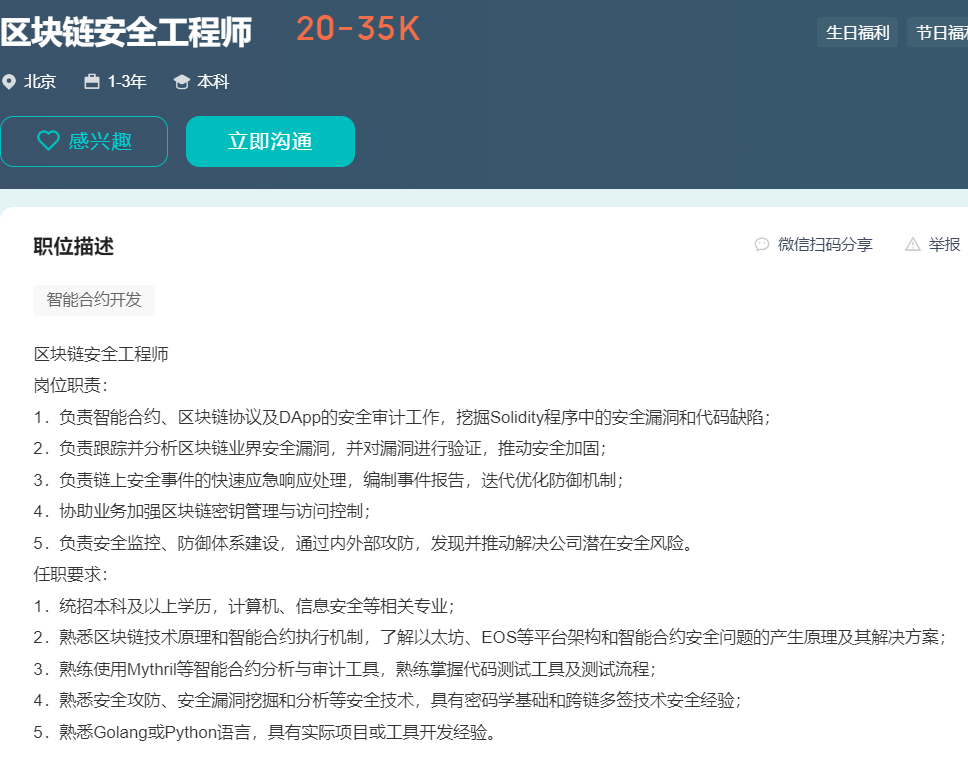 区块链安全工程师 20-35K 生日福利 节日福利
北京 1-3年 本科
感兴趣 立即沟通
职位描述 微信扫码分享 举报
智能合约开发
区块链安全工程师
岗位职责：
1．负责智能合约、区块链协议及DApp的安全审计工作，挖掘Solidity程序中的安全漏洞和代码缺陷；
2．负责跟踪并分析区块链业界安全漏洞，并对漏洞进行验证，推动安全加固；
3．负责链上安全事件的快速应急响应处理，编制事件报告，迭代优化防御机制；
4．协助业务加强区块链密钥管理与访问控制；
5．负责安全监控、防御体系建设，通过内外部攻防，发现并推动解决公司潜在安全风险。
任职要求：
1．统招本科及以上学历，计算机、信息安全等相关专业；
2．熟悉区块链技术原理和智能合约执行机制，了解以太坊、EOS等平台架构和智能合约安全问题的产生原理及其解决方案；
3．熟练使用Mythril等智能合约分析与审计工具，熟练掌握代码测试工具及测试流程；
4．熟悉安全攻防、安全漏洞挖掘和分析等安全技术，具有密码学基础和跨链多签技术安全经验；
5．熟悉Golang或Python语言，具有实际项目或工具开发经验。